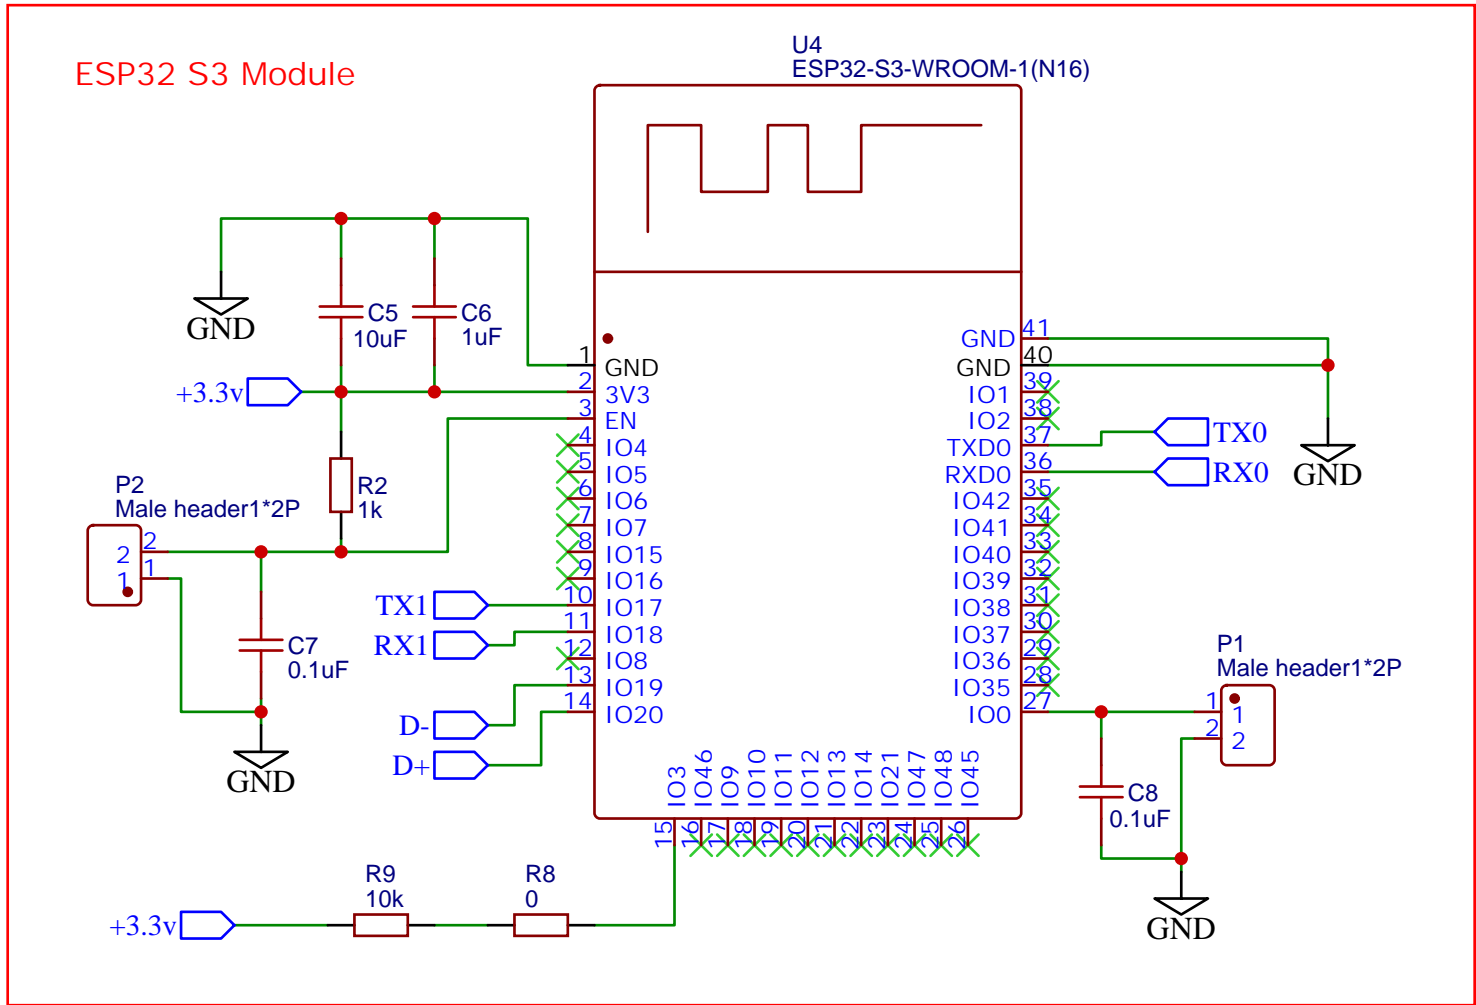 ESP32 S3 Module
U4
ESP32-S3-WROOM-1(N16)
C5
10uF
C6
1uF
GND
+3.3v
R2
1k
P2
Male header1*2P
2
1
2
1
C7
0.1uF
GND
TX1
RX1
D-
D+
1 GND
2 3V3
3 EN
4 IO4
5 IO5
6 IO6
7 IO7
8 IO15
9 IO16
10 IO17
11 IO18
12 IO8
13 IO19
14 IO20
GND 41
GND 40
IO1 39
IO2 38
TXD0 37
RXD0 36
IO42 35
IO41 34
IO40 33
IO39 32
IO38 31
IO37 30
IO36 29
IO35 28
IO0 27
TX0
RX0
GND
P1
Male header1*2P
1
2
1
2
C8
0.1uF
GND
IO3 IO46 IO9 IO10 IO11 IO12 IO13 IO14 IO21 IO47 IO48 IO45
15 16 17 18 19 20 21 22 23 24 25 26
R9
10k
R8
0
+3.3v